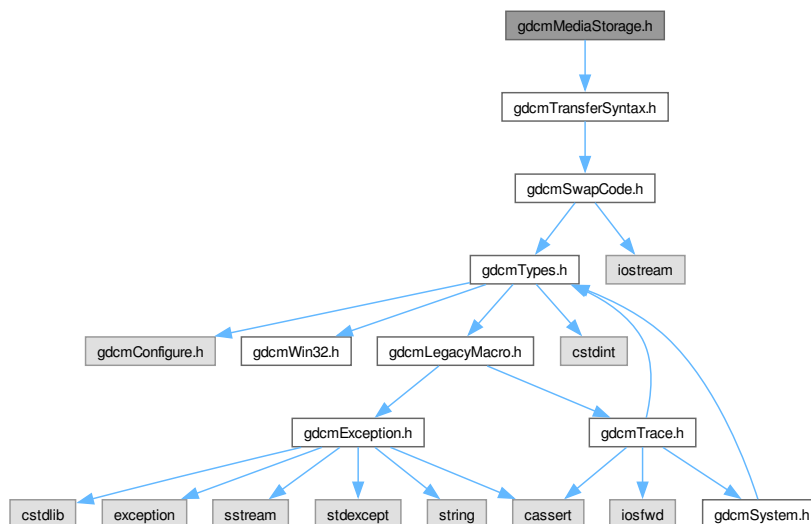 gdcmMediaStorage.h
gdcmTransferSyntax.h
gdcmSwapCode.h
gdcmTypes.h
iostream
gdcmConfigure.h
gdcmWin32.h
gdcmLegacyMacro.h
cstdint
gdcmException.h
gdcmTrace.h
cstdlib
exception
sstream
stdexcept
string
cassert
iosfwd
gdcmSystem.h